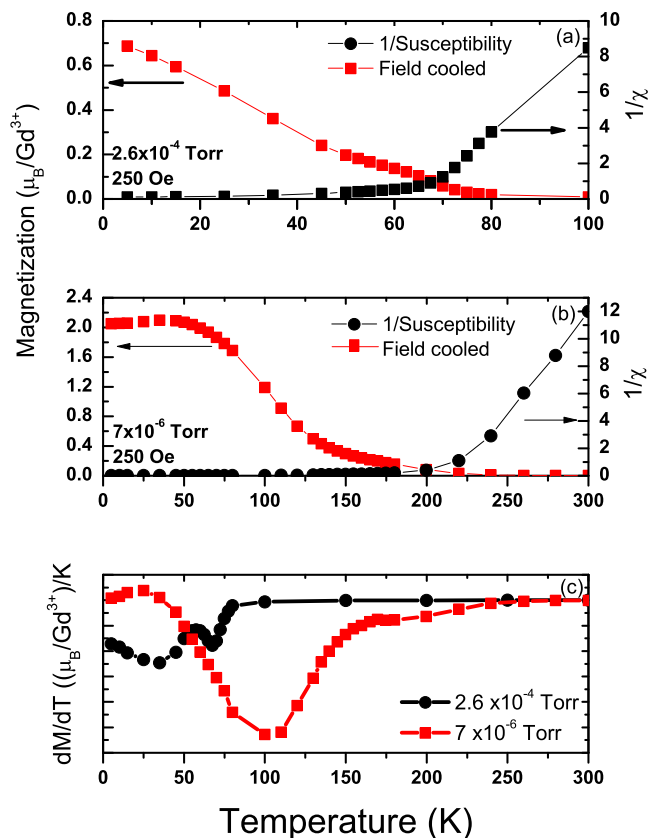 (a)
1/Susceptibility
Field cooled
2.6x10⁻⁴ Torr
250 Oe
0.0
0.2
0.4
0.6
0.8
0
2
4
6
8
10
1/χ
0 20 40 60 80 100
Magnetization (μ_B/Gd³⁺)
(b)
1/Susceptibility
Field cooled
7x10⁻⁶ Torr
250 Oe
2.4
2.0
1.6
1.2
0.8
0.4
0.0
12
10
8
6
4
2
0
1/χ
0 50 100 150 200 250 300
(c)
dM/dT ((μ_B/Gd³⁺)/K
2.6 x10⁻⁴ Torr
7 x10⁻⁶ Torr
0 50 100 150 200 250 300
Temperature (K)